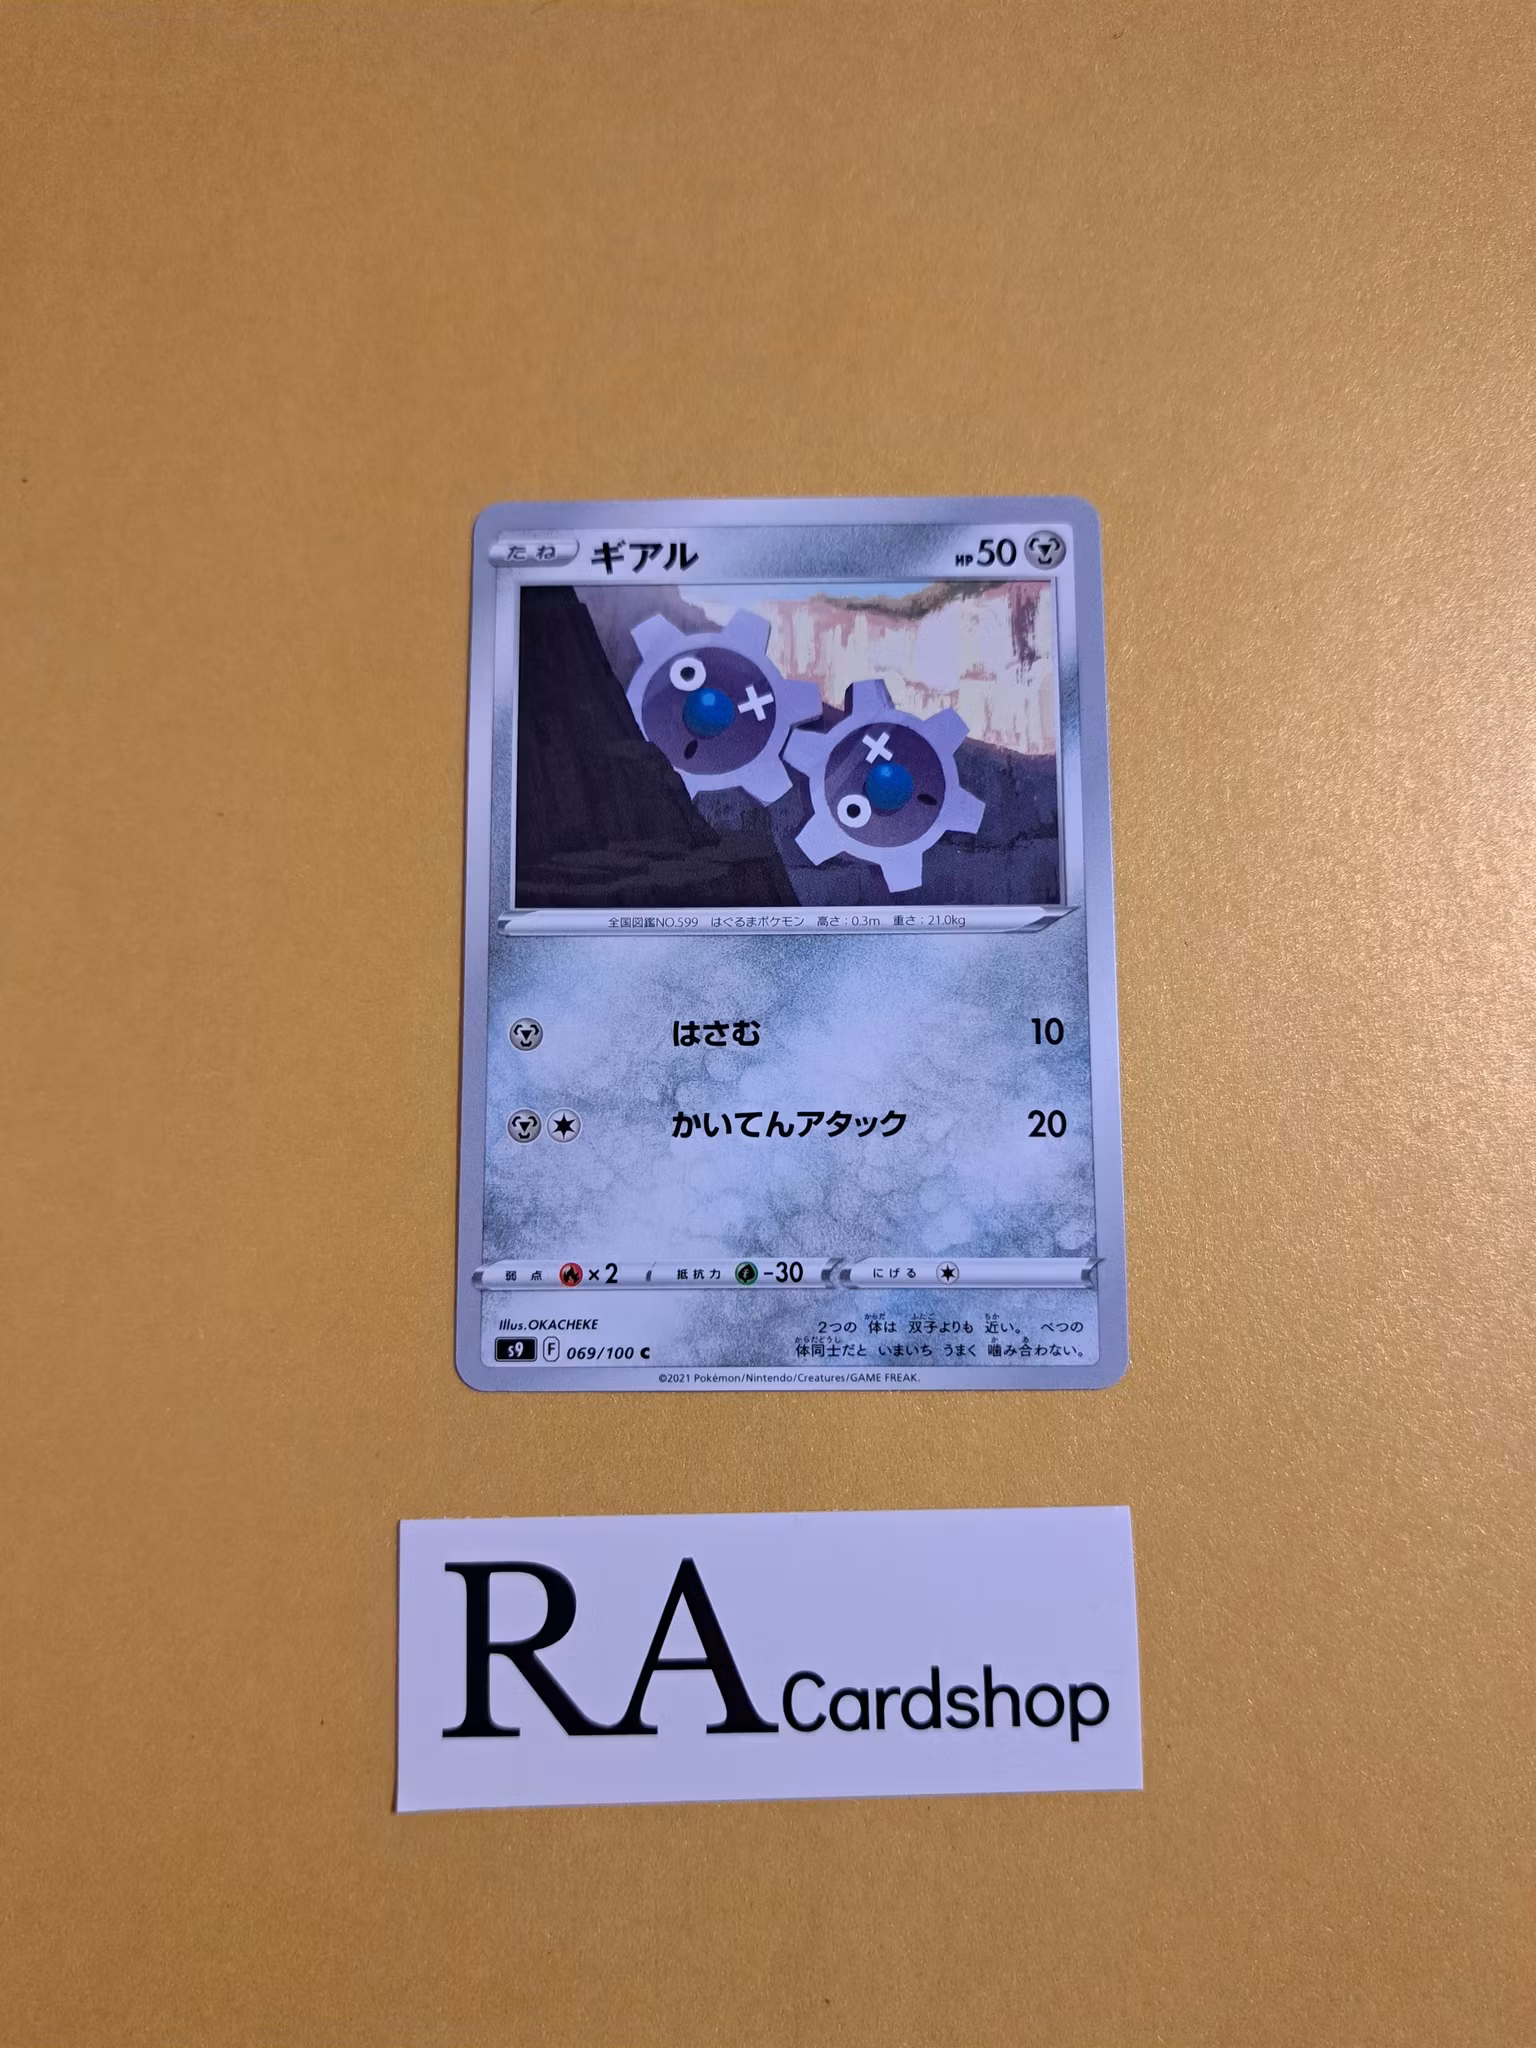 たね ギアル HP50
全国図鑑NO.599 はぐるまポケモン 高さ：0.3m 重さ：21.0kg
はさむ 10
かいてんアタック 20
弱点 ×2 抵抗力 -30 にげる
Illus.OKACHEKE
2つの 体は 双子よりも 近い。 べつの
体同士だと いまいち うまく 噛み合わない。
s9 F 069/100 C
©2021 Pokémon/Nintendo/Creatures/GAME FREAK.
RA Cardshop